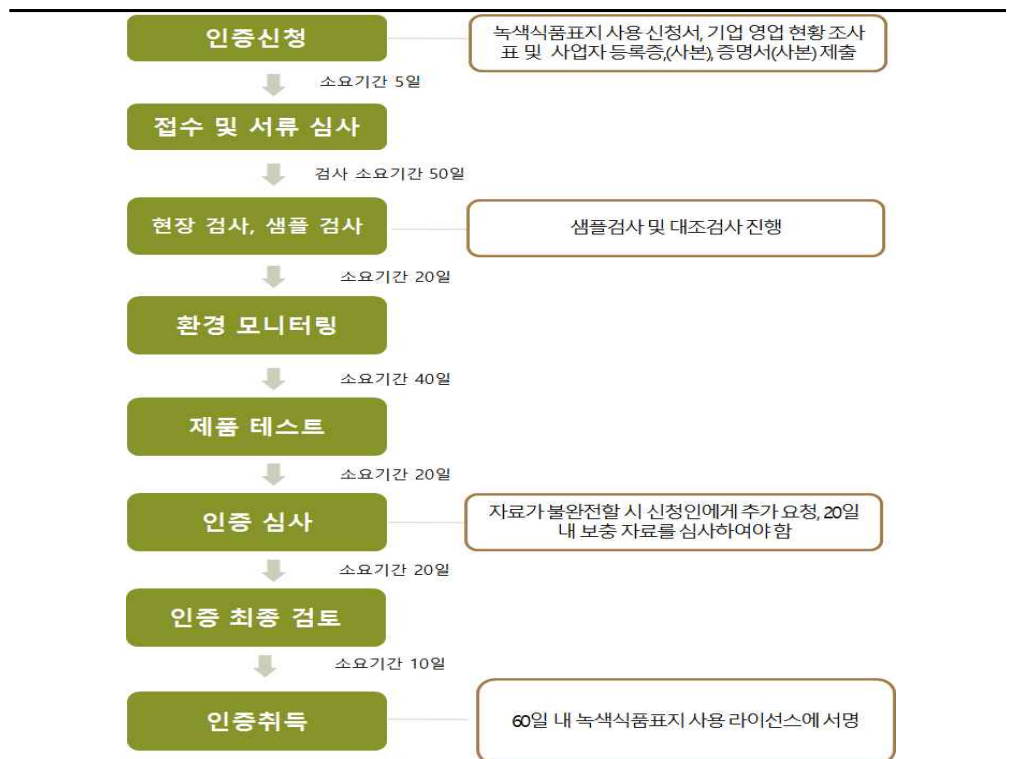 인증신청
녹색식품표지 사용 신청서, 기업 영업 현황 조사
표 및 사업자 등록증,(사본), 증명서(사본) 제출
소요기간 5일
접수 및 서류 심사
검사 소요기간 50일
현장 검사, 샘플 검사
샘플검사 및 대조검사 진행
소요기간 20일
환경 모니터링
소요기간 40일
제품 테스트
소요기간 20일
인증 심사
자료가 불완전할 시 신청인에게 추가 요청, 20일
내 보충 자료를 심사하여야 함
소요기간 20일
인증 최종 검토
소요기간 10일
인증취득
60일 내 녹색식품표지 사용 라이선스에 서명